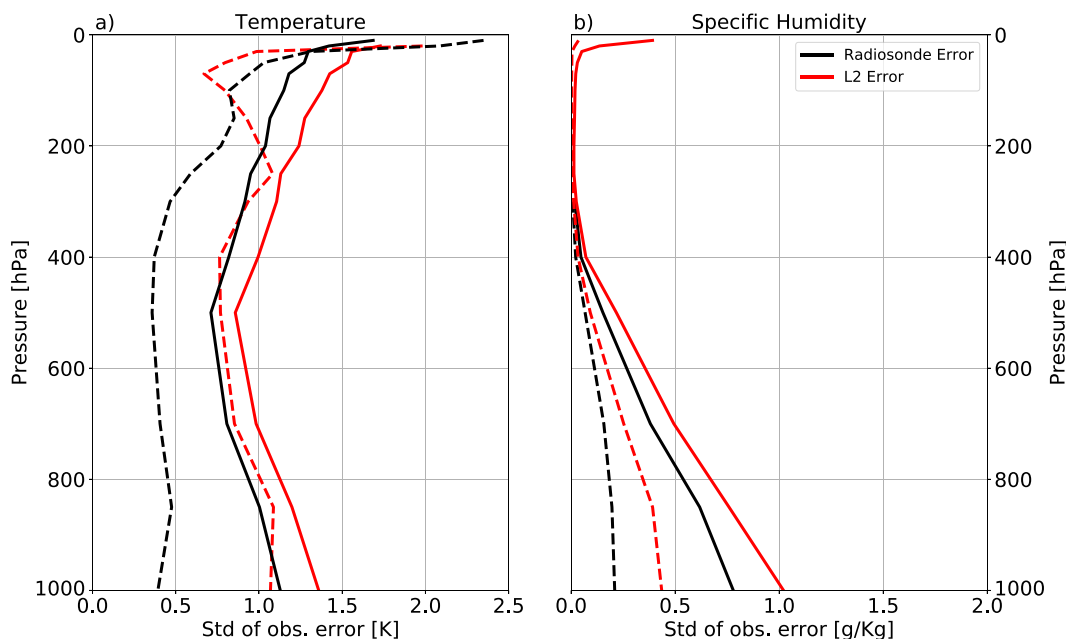 a) Temperature
b) Specific Humidity
0
200
400
600
800
1000
Pressure [hPa]
0.0 0.5 1.0 1.5 2.0 2.5
Std of obs. error [K]
Radiosonde Error
L2 Error
0
200
400
600
800
1000
Pressure [hPa]
0.0 0.5 1.0 1.5 2.0
Std of obs. error [g/Kg]